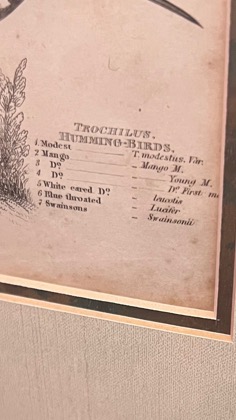 TROCHILUS.
HUMMING-BIRDS.
1 Modest T. modestus. Var.
2 Mango - Mango M.
3 Dº - Young M.
4 Dº - Dº First m
5 White eared Dº - leucotis
6 Blue throated - Lucifer
7 Swainsons - Swainsonii